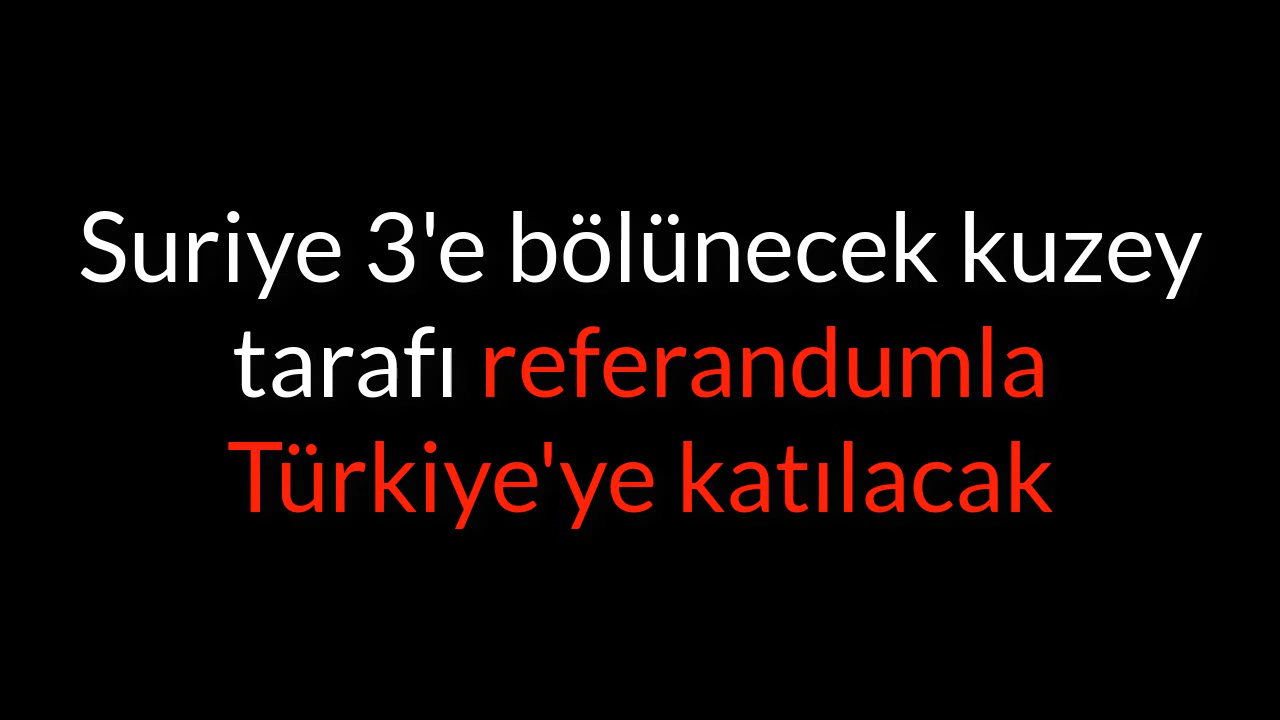 Suriye 3'e bölünecek kuzey
tarafı referandumla
Türkiye'ye katılacak